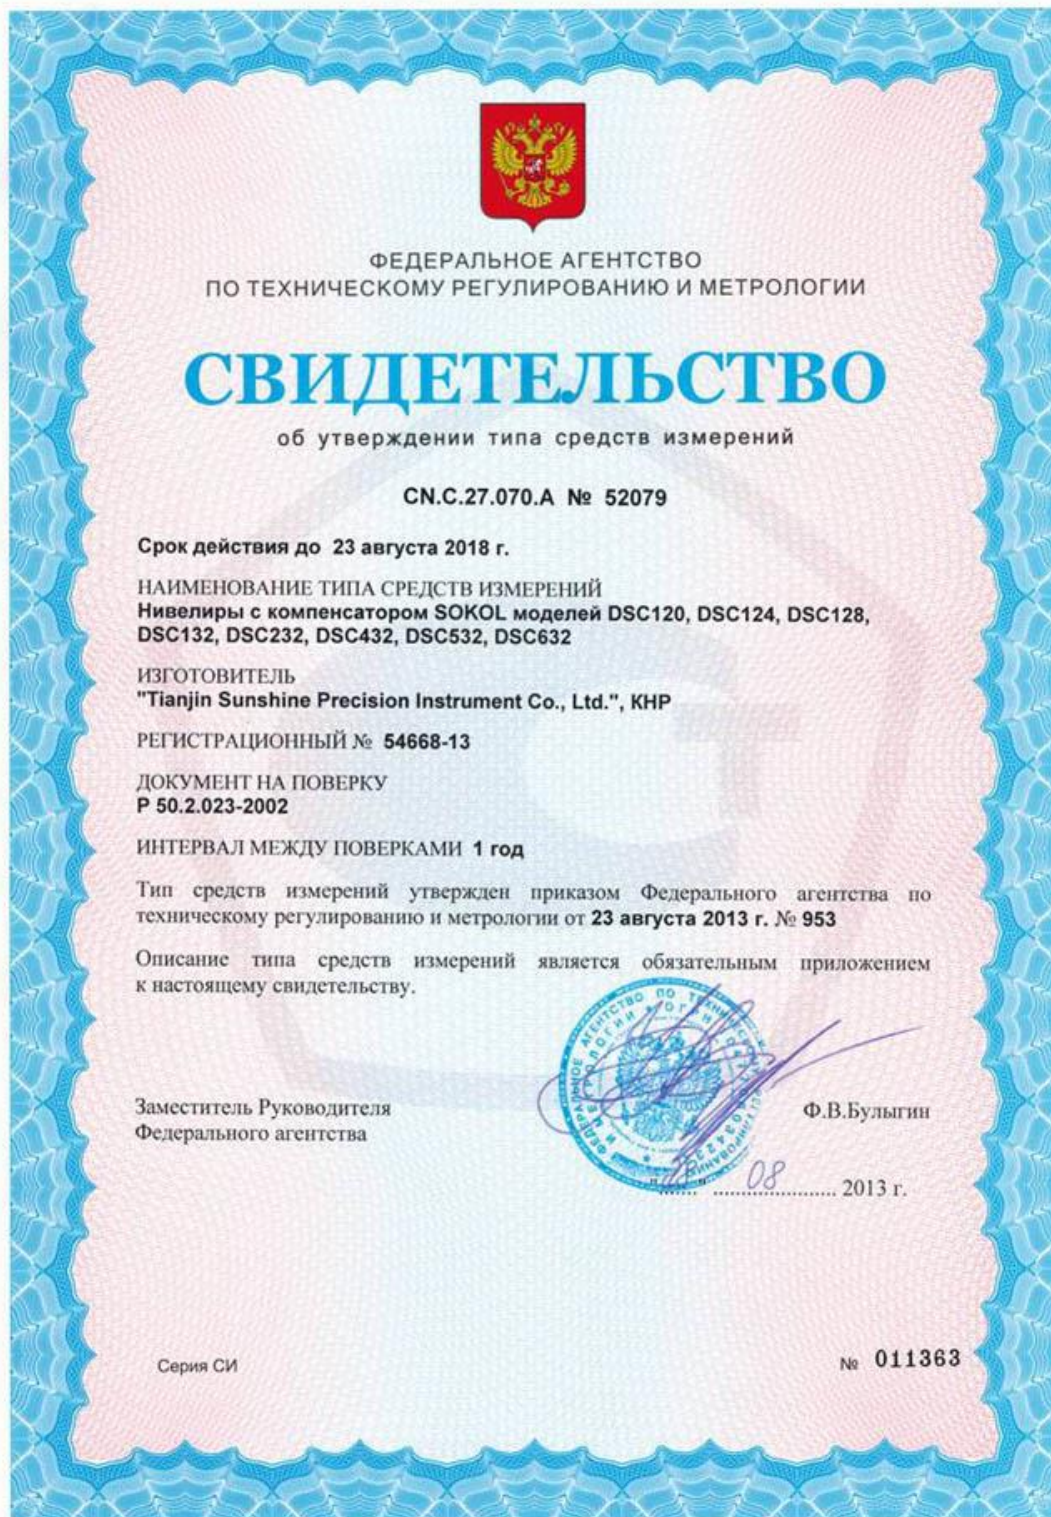 ФЕДЕРАЛЬНОЕ АГЕНТСТВО
ПО ТЕХНИЧЕСКОМУ РЕГУЛИРОВАНИЮ И МЕТРОЛОГИИ
СВИДЕТЕЛЬСТВО
об утверждении типа средств измерений
CN.C.27.070.A № 52079
Срок действия до 23 августа 2018 г.
НАИМЕНОВАНИЕ ТИПА СРЕДСТВ ИЗМЕРЕНИЙ
Нивелиры с компенсатором SOKOL моделей DSC120, DSC124, DSC128,
DSC132, DSC232, DSC432, DSC532, DSC632
ИЗГОТОВИТЕЛЬ
"Tianjin Sunshine Precision Instrument Co., Ltd.", КНР
РЕГИСТРАЦИОННЫЙ № 54668-13
ДОКУМЕНТ НА ПОВЕРКУ
Р 50.2.023-2002
ИНТЕРВАЛ МЕЖДУ ПОВЕРКАМИ 1 год
Тип средств измерений утвержден приказом Федерального агентства по
техническому регулированию и метрологии от 23 августа 2013 г. № 953
Описание типа средств измерений является обязательным приложением
к настоящему свидетельству.
Заместитель Руководителя
Федерального агентства
Ф.В.Булыгин
"28" 08 2013 г.
Серия СИ
№ 011363